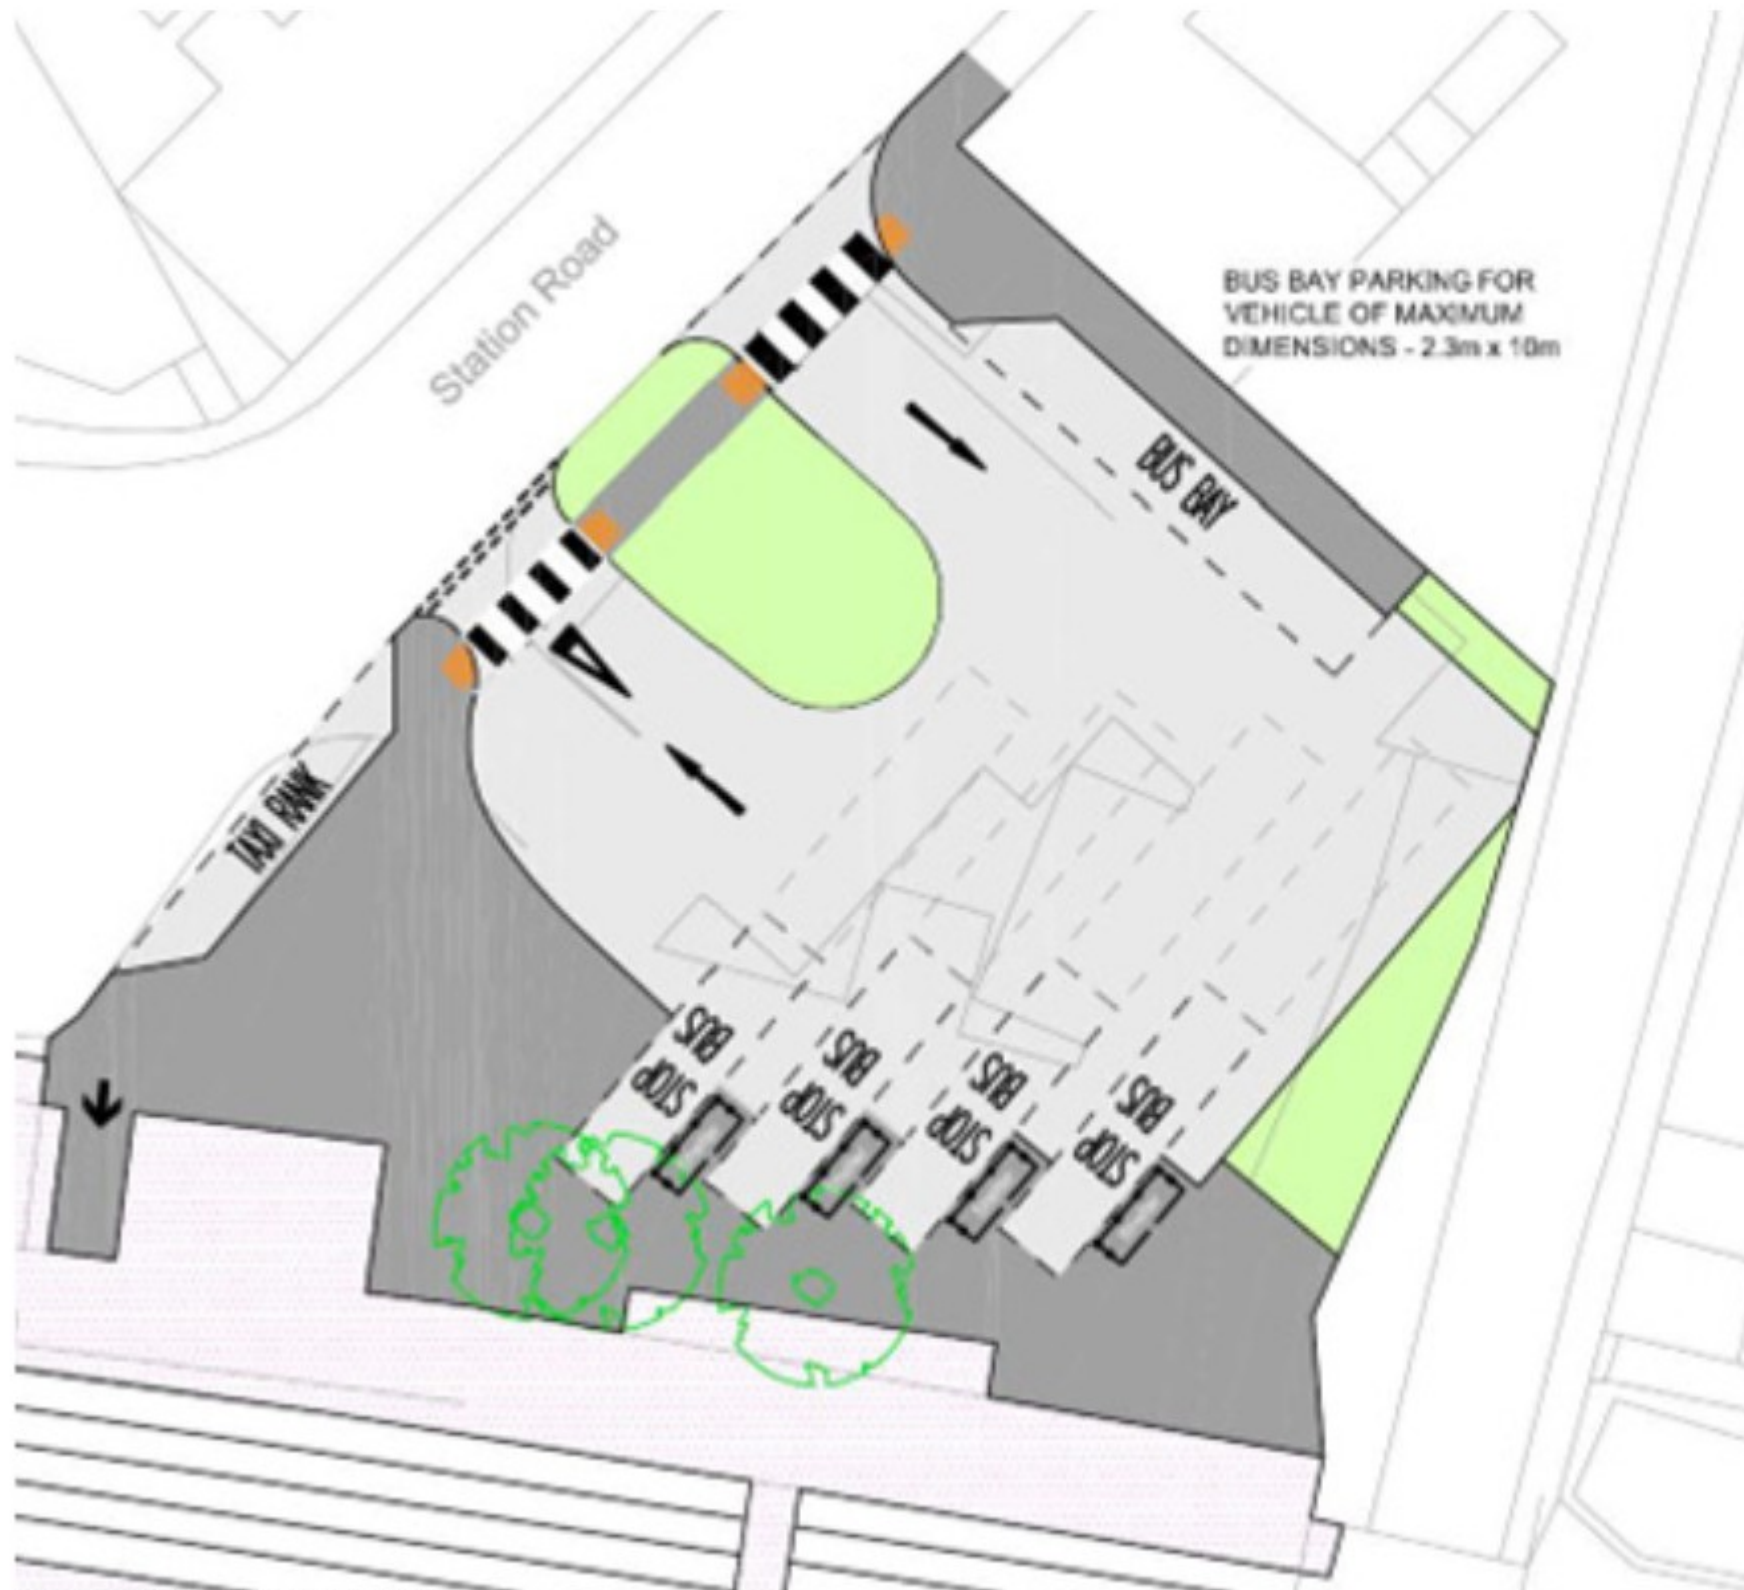 Station Road
BUS BAY PARKING FOR
VEHICLE OF MAXIMUM
DIMENSIONS - 2.3m x 10m
BUS BAY
TAXI RANK
BUS
STOP
BUS
STOP
BUS
STOP
BUS
STOP